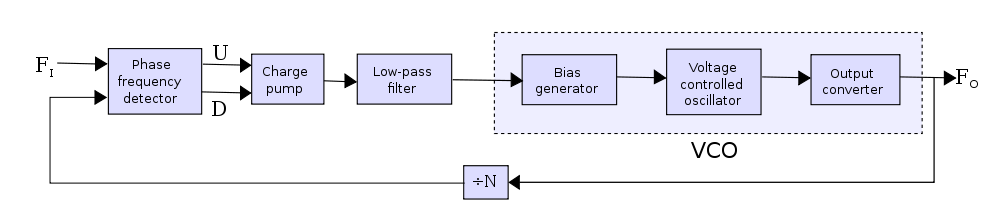 F_I
Phase
frequency
detector
U
D
Charge
pump
Low-pass
filter
Bias
generator
Voltage
controlled
oscillator
Output
converter
F_O
VCO
÷N